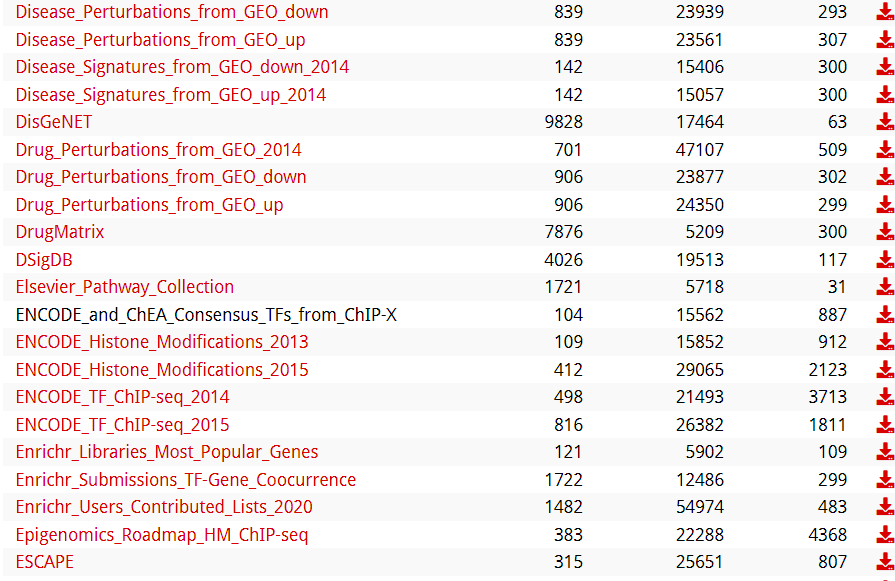 Disease_Perturbations_from_GEO_down 839 23939 293
Disease_Perturbations_from_GEO_up 839 23561 307
Disease_Signatures_from_GEO_down_2014 142 15406 300
Disease_Signatures_from_GEO_up_2014 142 15057 300
DisGeNET 9828 17464 63
Drug_Perturbations_from_GEO_2014 701 47107 509
Drug_Perturbations_from_GEO_down 906 23877 302
Drug_Perturbations_from_GEO_up 906 24350 299
DrugMatrix 7876 5209 300
DSigDB 4026 19513 117
Elsevier_Pathway_Collection 1721 5718 31
ENCODE_and_ChEA_Consensus_TFs_from_ChIP-X 104 15562 887
ENCODE_Histone_Modifications_2013 109 15852 912
ENCODE_Histone_Modifications_2015 412 29065 2123
ENCODE_TF_ChIP-seq_2014 498 21493 3713
ENCODE_TF_ChIP-seq_2015 816 26382 1811
Enrichr_Libraries_Most_Popular_Genes 121 5902 109
Enrichr_Submissions_TF-Gene_Coocurrence 1722 12486 299
Enrichr_Users_Contributed_Lists_2020 1482 54974 483
Epigenomics_Roadmap_HM_ChIP-seq 383 22288 4368
ESCAPE 315 25651 807